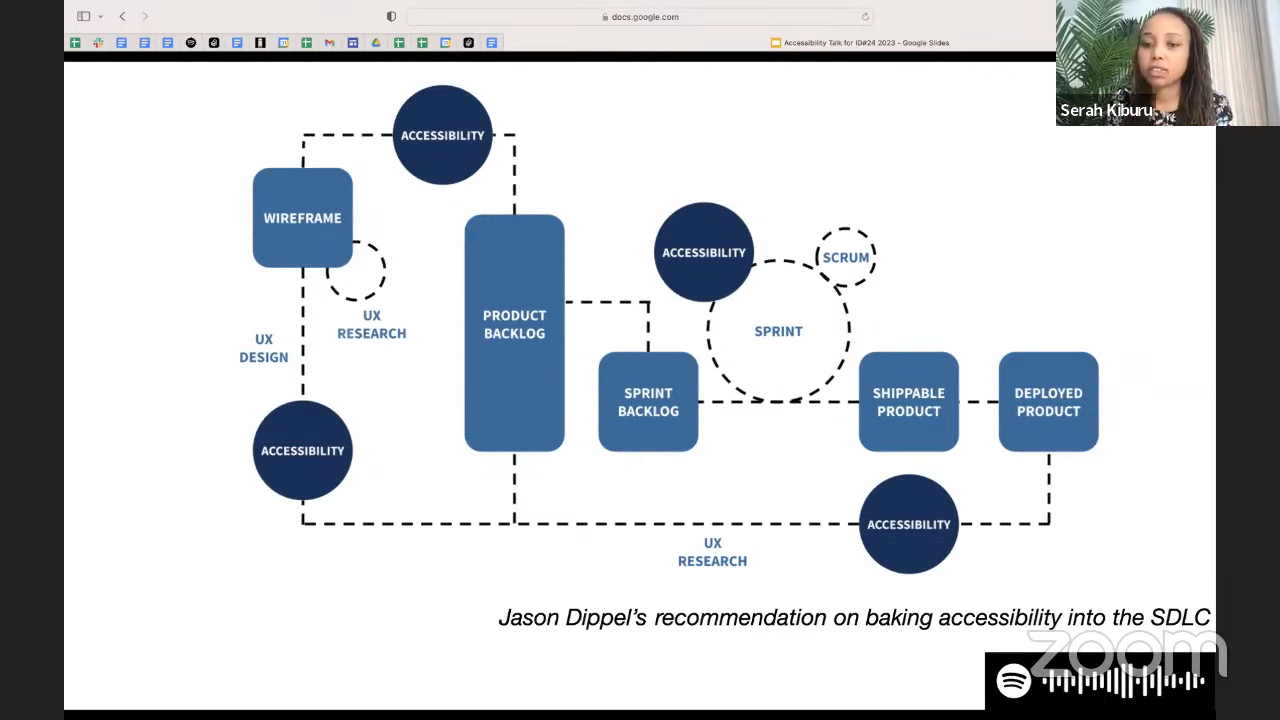 docs.google.com
Accessibility Talk for ID#24 2023 - Google Slides
Serah Kiburu
ACCESSIBILITY
WIREFRAME
UX
RESEARCH
UX
DESIGN
ACCESSIBILITY
PRODUCT
BACKLOG
ACCESSIBILITY
SCRUM
SPRINT
SPRINT
BACKLOG
SHIPPABLE
PRODUCT
DEPLOYED
PRODUCT
ACCESSIBILITY
UX
RESEARCH
Jason Dippel's recommendation on baking accessibility into the SDLC
zoom